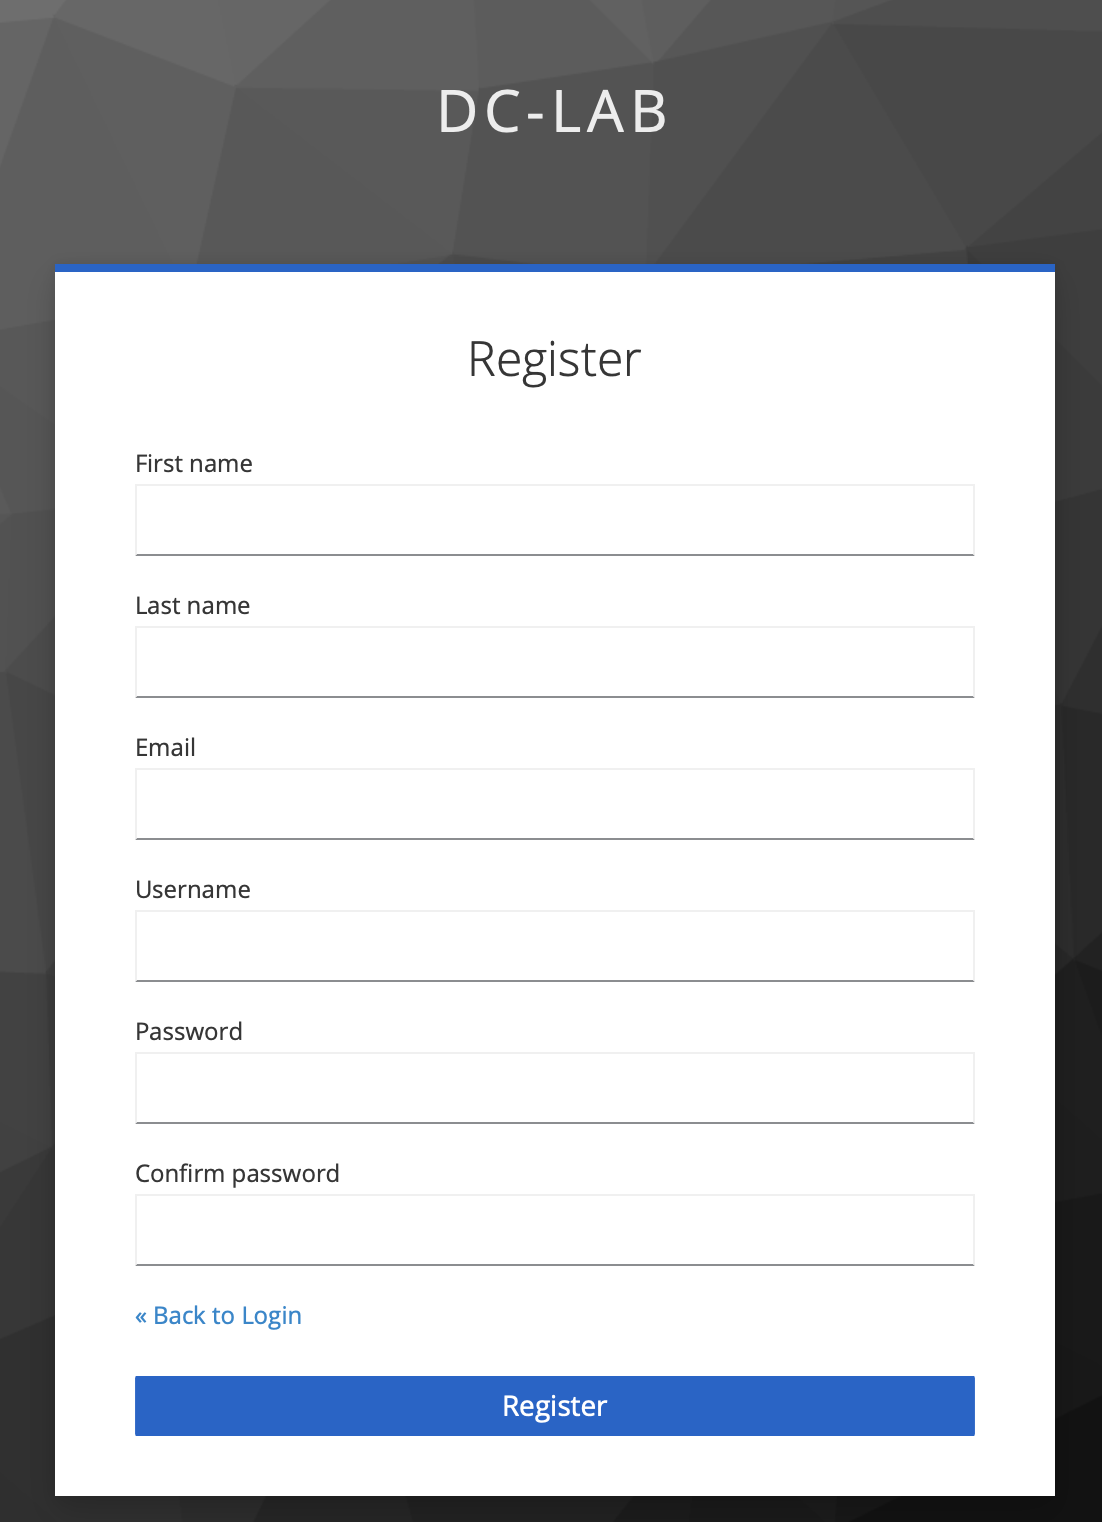 DC-LAB
Register
First name
Last name
Email
Username
Password
Confirm password
« Back to Login
Register